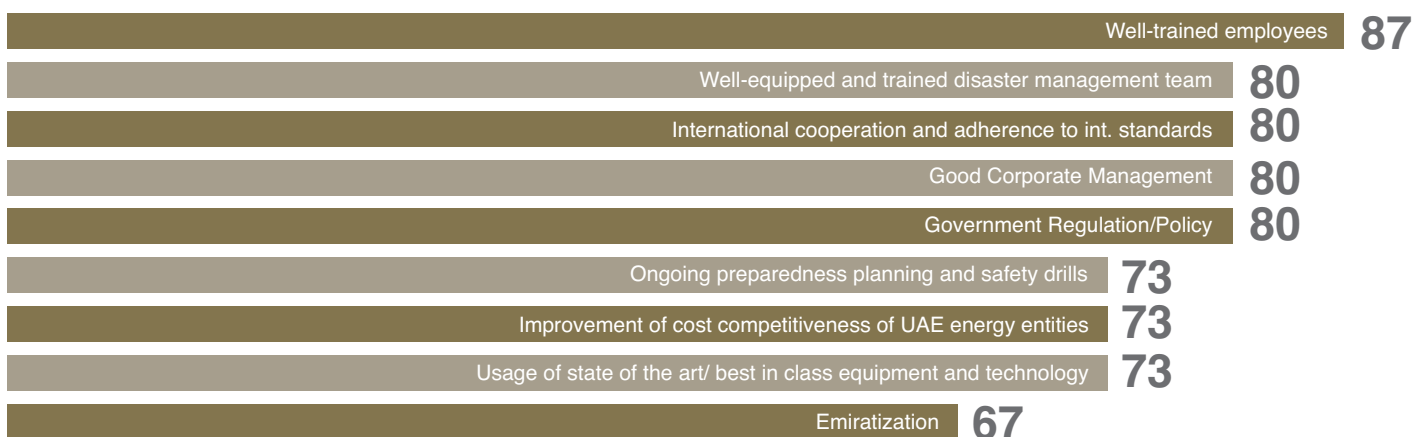 Well-trained employees 87
Well-equipped and trained disaster management team 80
International cooperation and adherence to int. standards 80
Good Corporate Management 80
Government Regulation/Policy 80
Ongoing preparedness planning and safety drills 73
Improvement of cost competitiveness of UAE energy entities 73
Usage of state of the art/ best in class equipment and technology 73
Emiratization 67